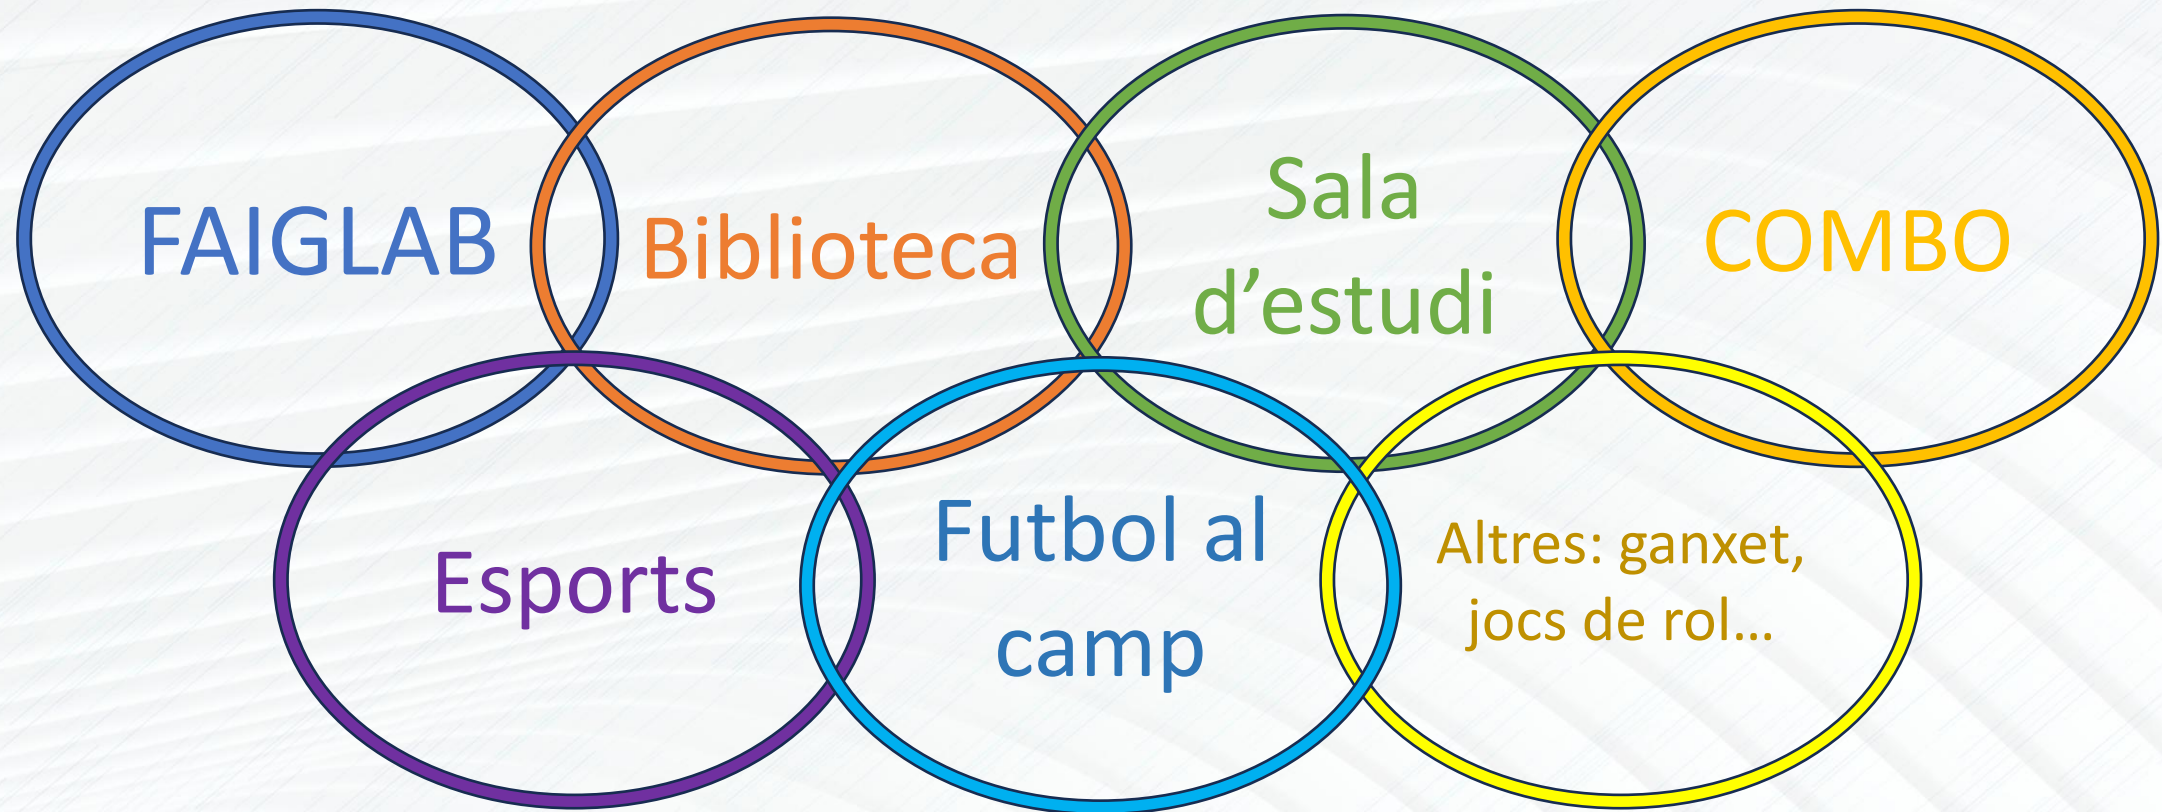 FAIGLAB
Biblioteca
Sala
d’estudi
COMBO
Esports
Futbol al
camp
Altres: ganxet,
jocs de rol…